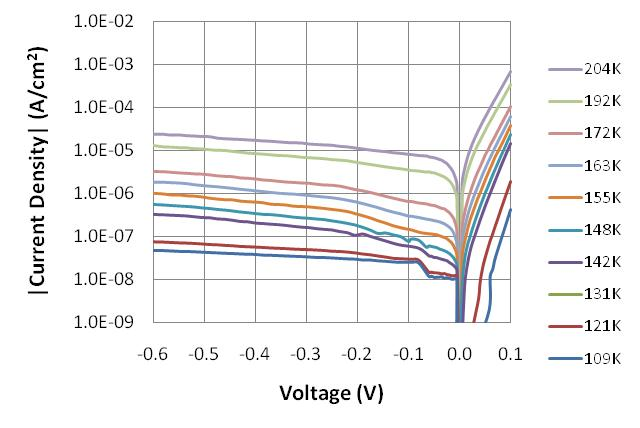 1.0E-02
1.0E-03
1.0E-04
1.0E-05
1.0E-06
1.0E-07
1.0E-08
1.0E-09
|Current Density| (A/cm²)
-0.6 -0.5 -0.4 -0.3 -0.2 -0.1 0.0 0.1
Voltage (V)
204K
192K
172K
163K
155K
148K
142K
131K
121K
109K